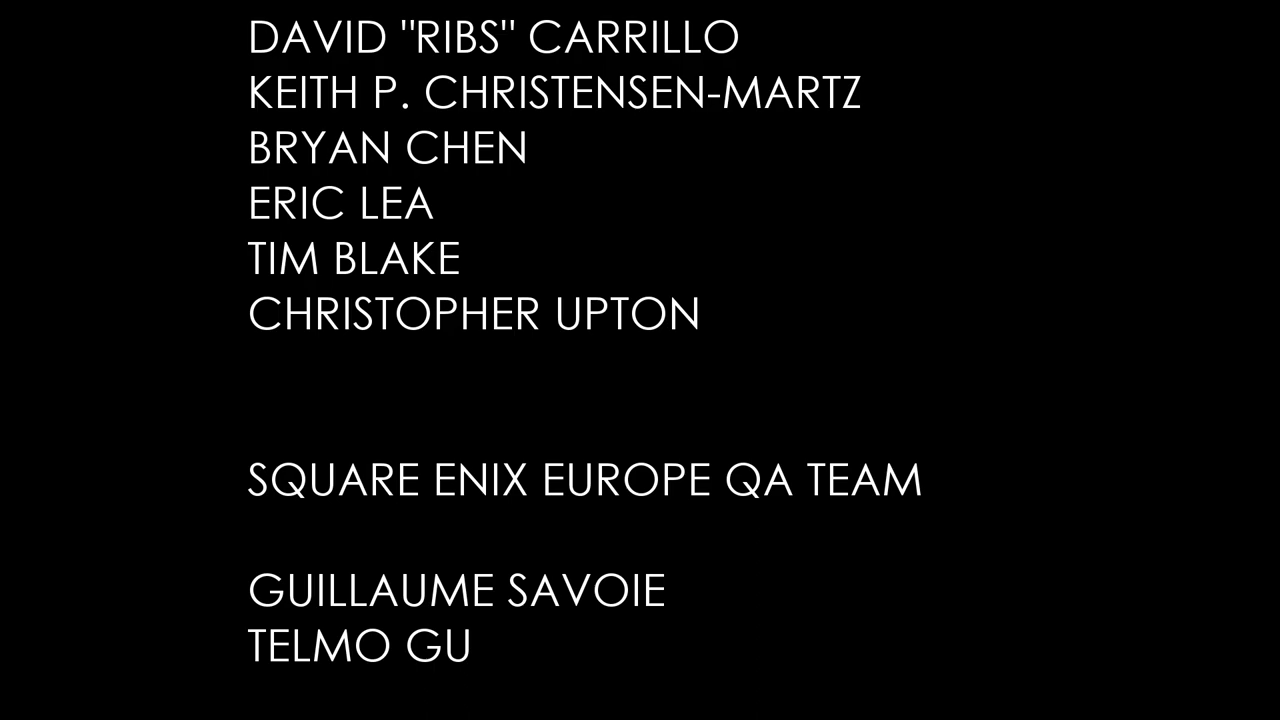 DAVID "RIBS" CARRILLO
KEITH P. CHRISTENSEN-MARTZ
BRYAN CHEN
ERIC LEA
TIM BLAKE
CHRISTOPHER UPTON
SQUARE ENIX EUROPE QA TEAM
GUILLAUME SAVOIE
TELMO GU